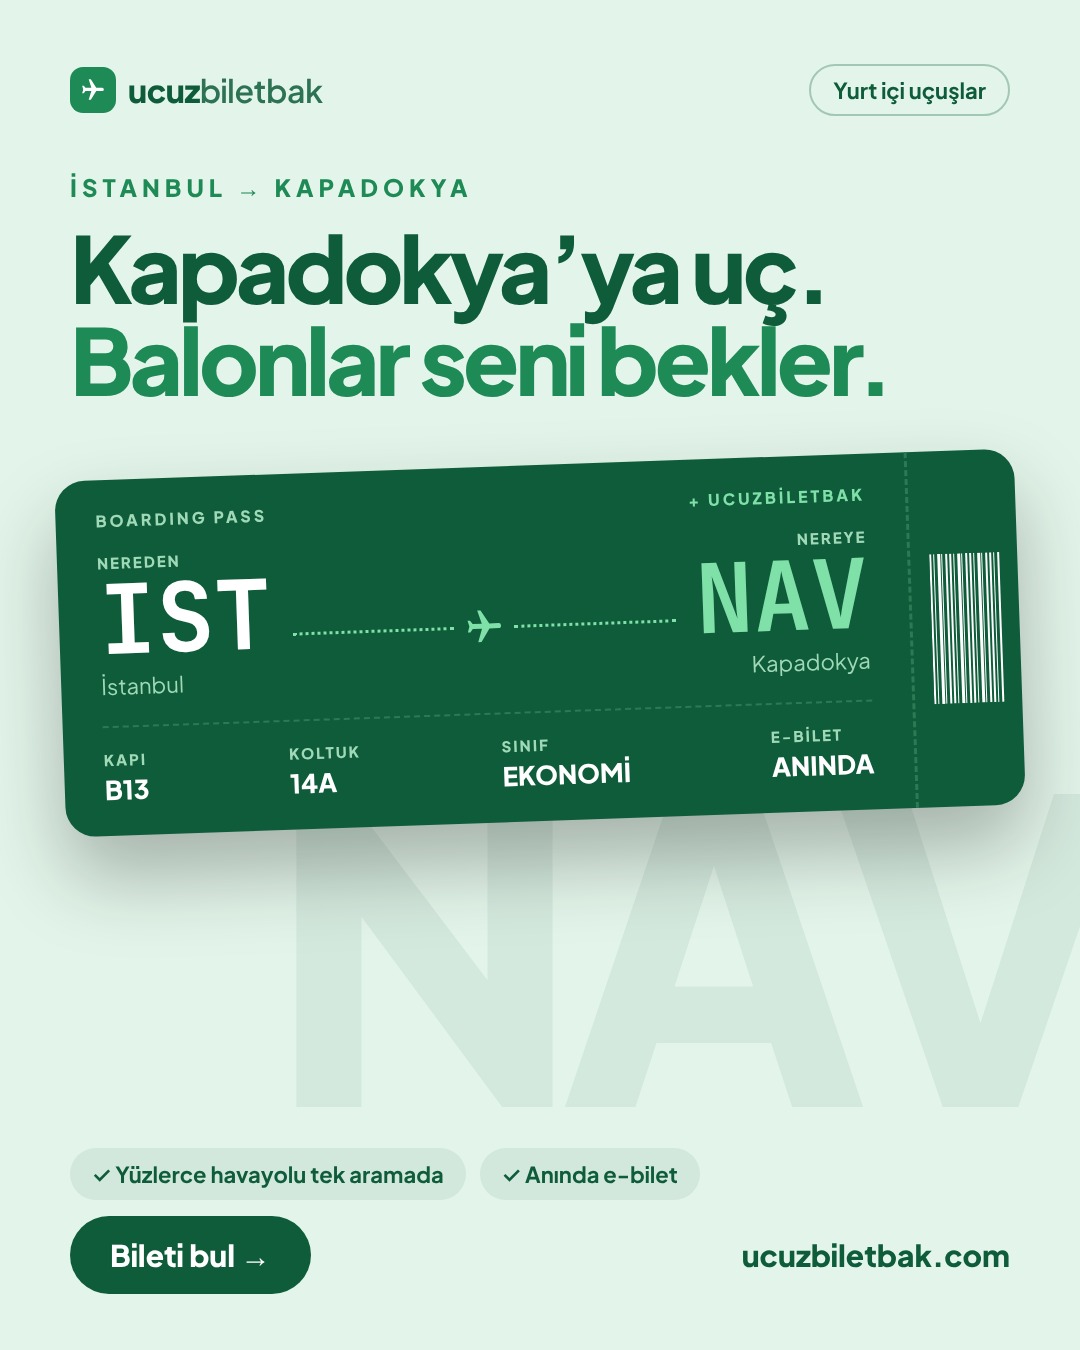 ucuzbiletbak
Yurt içi uçuşlar
İSTANBUL → KAPADOKYA
Kapadokya’ya uç.
Balonlar seni bekler.
BOARDING PASS
+ UCUZBİLETBAK
NEREDEN
NEREYE
IST
NAV
İstanbul
Kapadokya
KAPI
KOLTUK
SINIF
E-BİLET
B13
14A
EKONOMİ
ANINDA
NAV
✓ Yüzlerce havayolu tek aramada
✓ Anında e-bilet
Bileti bul →
ucuzbiletbak.com